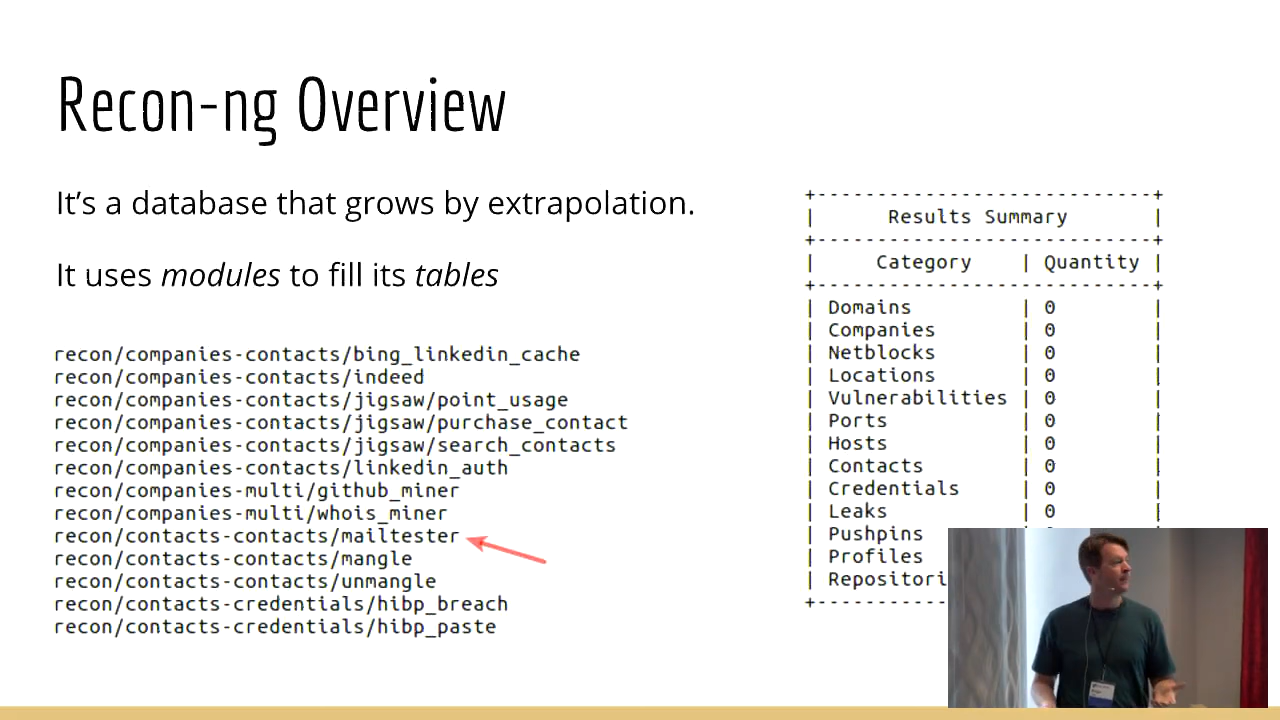 Recon-ng Overview
It's a database that grows by extrapolation.
It uses modules to fill its tables
recon/companies-contacts/bing_linkedin_cache
recon/companies-contacts/indeed
recon/companies-contacts/jigsaw/point_usage
recon/companies-contacts/jigsaw/purchase_contact
recon/companies-contacts/jigsaw/search_contacts
recon/companies-contacts/linkedin_auth
recon/companies-multi/github_miner
recon/companies-multi/whois_miner
recon/contacts-contacts/mailtester
recon/contacts-contacts/mangle
recon/contacts-contacts/unmangle
recon/contacts-credentials/hibp_breach
recon/contacts-credentials/hibp_paste
+----------------------------+
| Results Summary |
+----------------------------+
| Category | Quantity |
+----------------------------+
| Domains | 0 |
| Companies | 0 |
| Netblocks | 0 |
| Locations | 0 |
| Vulnerabilities | 0 |
| Ports | 0 |
| Hosts | 0 |
| Contacts | 0 |
| Credentials | 0 |
| Leaks | 0 |
| Pushpins
| Profiles
| Repositori
+-----------